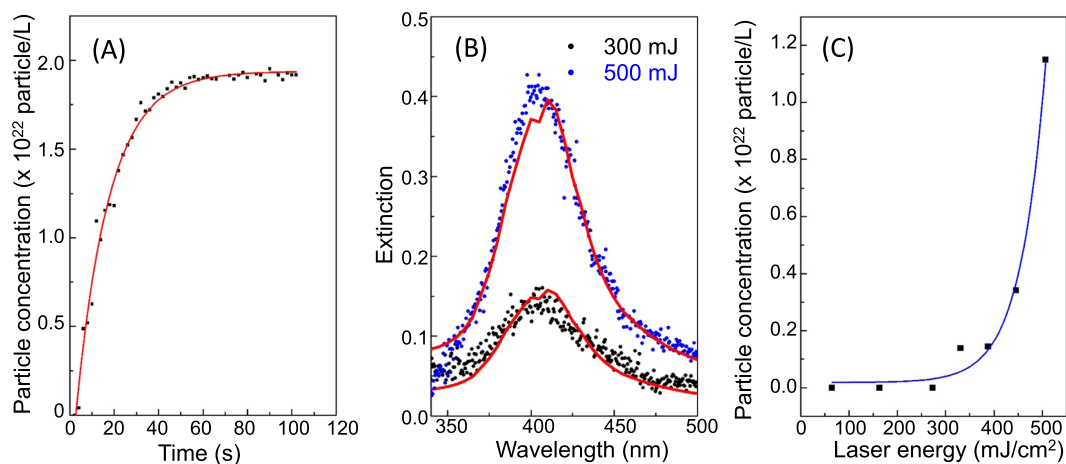 (A)
Particle concentration (x 10²² particle/L)
2.0
1.5
1.0
0.5
0.0
0 20 40 60 80 100 120
Time (s)
(B)
300 mJ
500 mJ
Extinction
0.5
0.4
0.3
0.2
0.1
0.0
350 400 450 500
Wavelength (nm)
(C)
Particle concentration (x 10²² particle/L)
1.2
0.8
0.4
0.2
0.0
0 100 200 300 400 500
Laser energy (mJ/cm²)